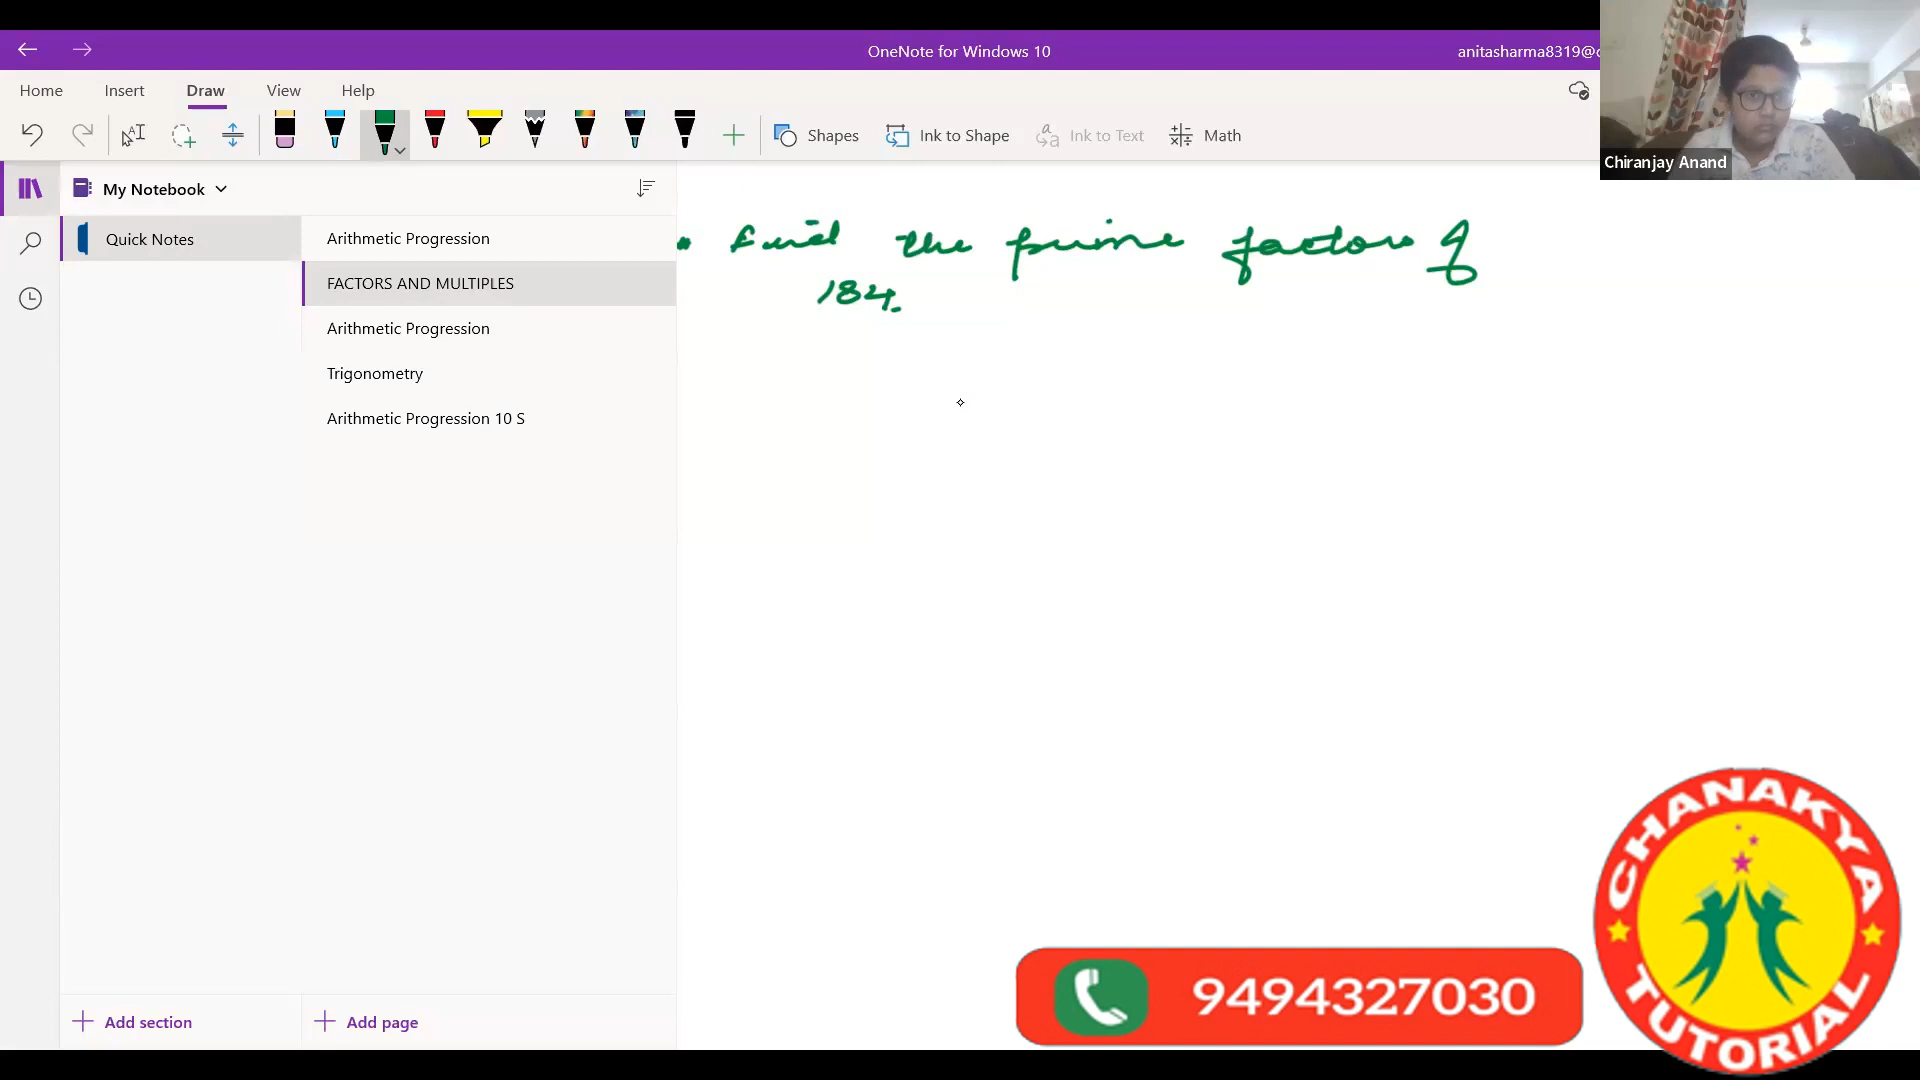 OneNote for Windows 10
anitasharma8319@
Home Insert Draw View Help
Shapes Ink to Shape Ink to Text Math
Chiranjay Anand
My Notebook
Quick Notes
Arithmetic Progression
FACTORS AND MULTIPLES
Arithmetic Progression
Trigonometry
Arithmetic Progression 10 S
. Find the prime factors of
184.
Add section
Add page
9494327030
CHANAKYA
TUTORIAL